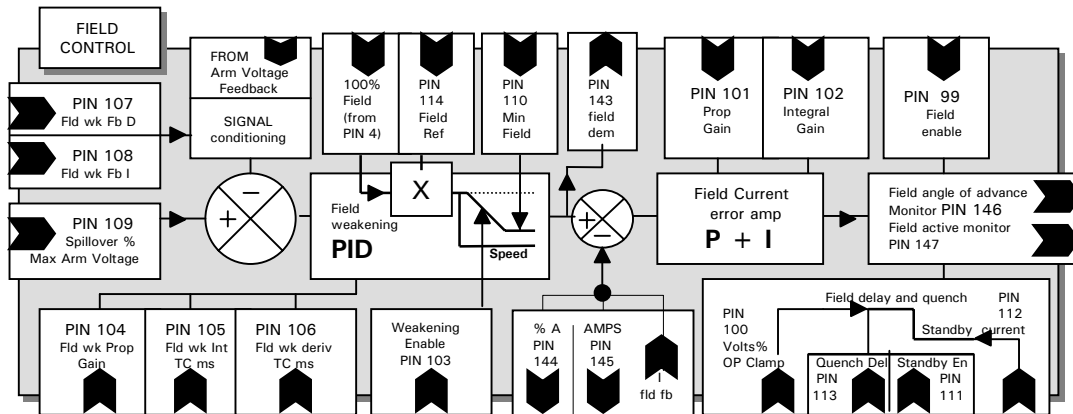 FIELD
CONTROL
FROM
Arm Voltage
Feedback
SIGNAL
conditioning
100%
Field
(from
PIN 4)
PIN
114
Field
Ref
PIN
110
Min
Field
PIN
143
field
dem
PIN 101
Prop
Gain
PIN 102
Integral
Gain
PIN 99
Field
enable
PIN 107
Fld wk Fb D
PIN 108
Fld wk Fb I
PIN 109
Spillover %
Max Arm Voltage
−
+
Field
weakening
PID
X
Speed
+
−
Field Current
error amp
P + I
Field angle of advance
Monitor PIN 146
Field active monitor
PIN 147
PIN 104
Fld wk Prop
Gain
PIN 105
Fld wk Int
TC ms
PIN 106
Fld wk deriv
TC ms
Weakening
Enable
PIN 103
% A
PIN
144
AMPS
PIN
145
I
fld fb
PIN
100
Volts%
OP Clamp
Field delay and quench
PIN
112
Standby current
Quench Del
PIN
113
Standby En
PIN
111